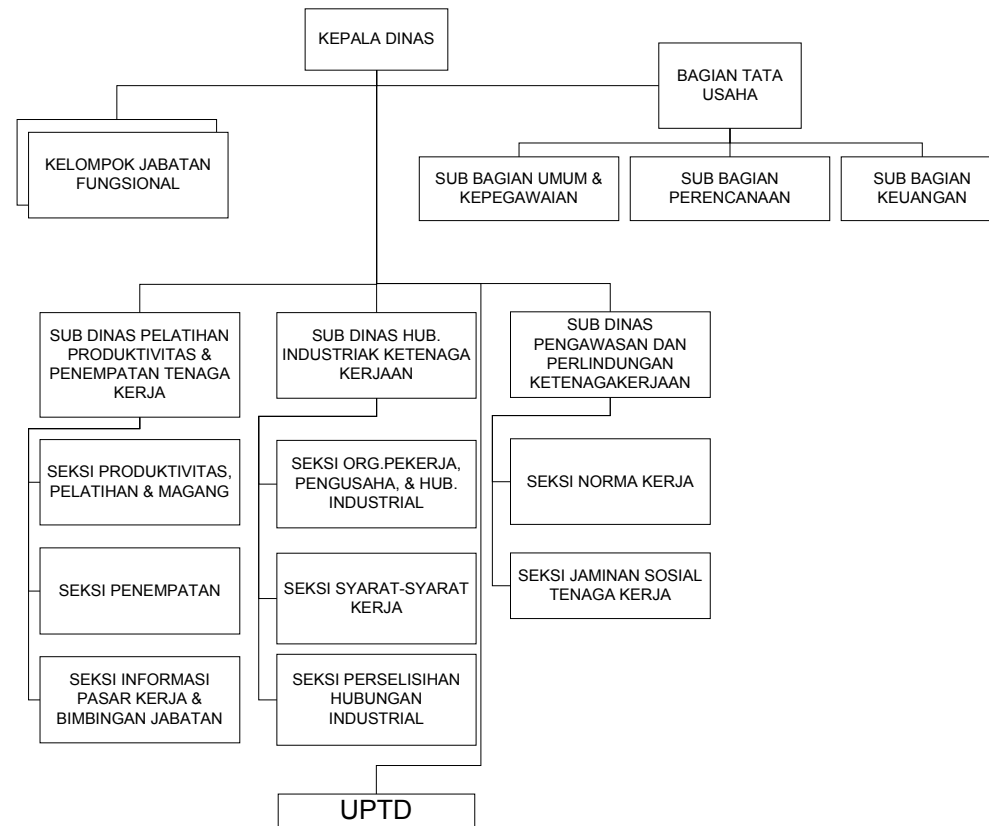 KEPALA DINAS
BAGIAN TATA
USAHA
KELOMPOK JABATAN
FUNGSIONAL
SUB BAGIAN UMUM &
KEPEGAWAIAN
SUB BAGIAN
PERENCANAAN
SUB BAGIAN
KEUANGAN
SUB DINAS PELATIHAN
PRODUKTIVITAS &
PENEMPATAN TENAGA
KERJA
SUB DINAS HUB.
INDUSTRIAK KETENAGA
KERJAAN
SUB DINAS
PENGAWASAN DAN
PERLINDUNGAN
KETENAGAKERJAAN
SEKSI PRODUKTIVITAS,
PELATIHAN & MAGANG
SEKSI ORG.PEKERJA,
PENGUSAHA, & HUB.
INDUSTRIAL
SEKSI NORMA KERJA
SEKSI PENEMPATAN
SEKSI SYARAT-SYARAT
KERJA
SEKSI JAMINAN SOSIAL
TENAGA KERJA
SEKSI INFORMASI
PASAR KERJA &
BIMBINGAN JABATAN
SEKSI PERSELISIHAN
HUBUNGAN
INDUSTRIAL
UPTD